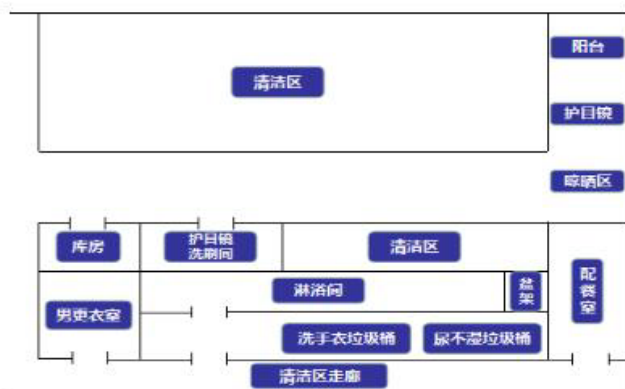 阳台
清洁区
护目镜
晾晒区
库房
护目镜
洗刷间
清洁区
配餐室
淋浴间
盆架
男更衣室
洗手衣垃圾桶
尿不湿垃圾桶
清洁区走廊